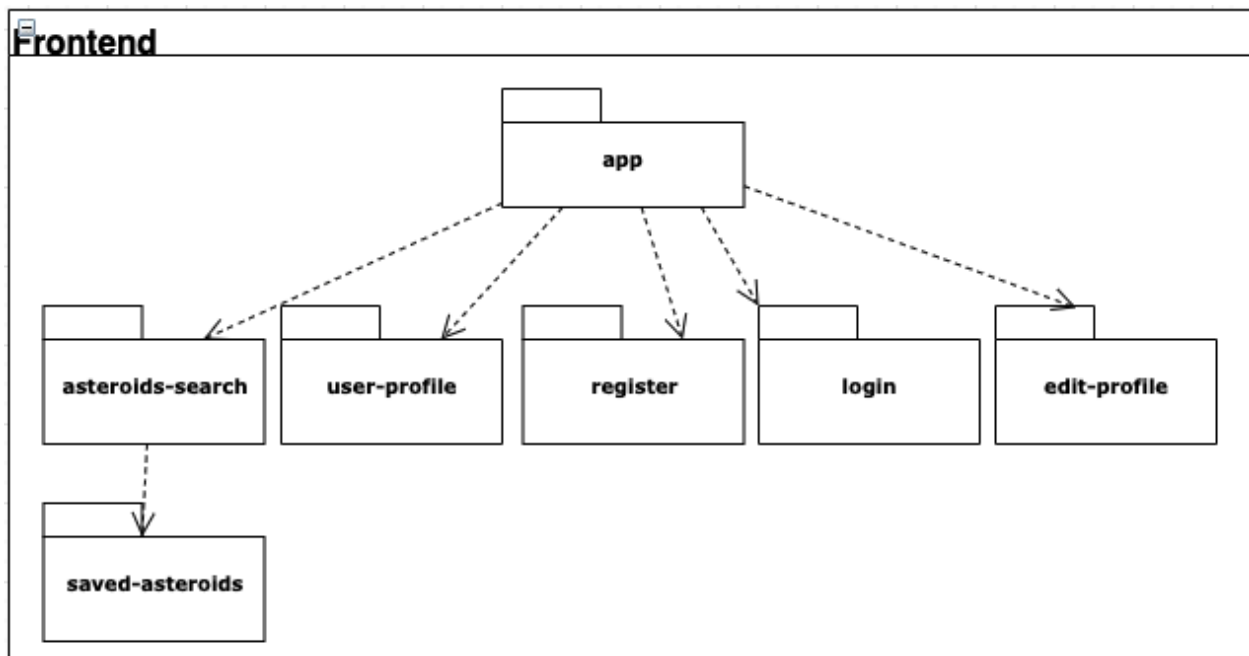 Frontend
app
asteroids-search
user-profile
register
login
edit-profile
saved-asteroids